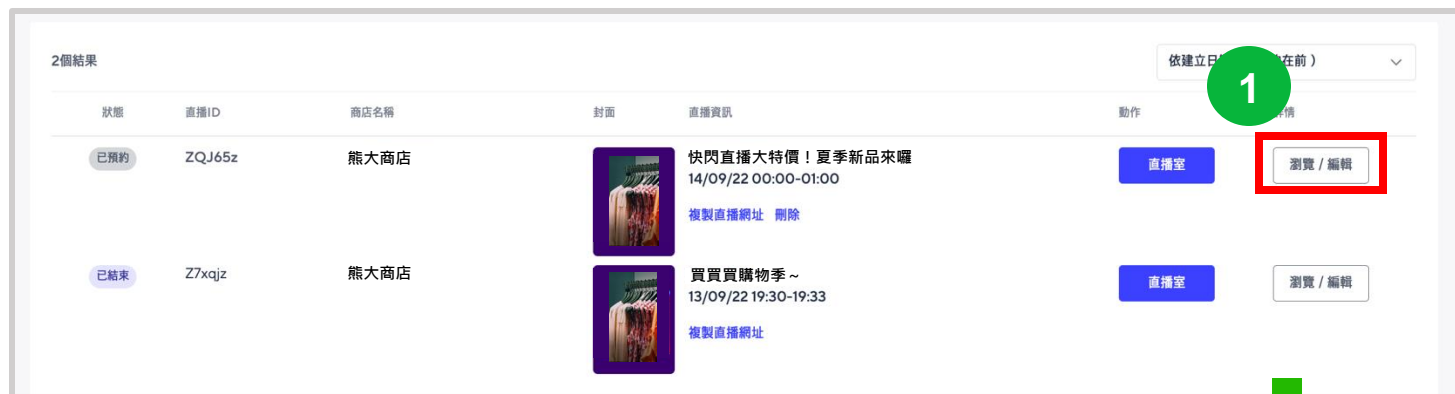 2個結果
依建立日 在前 )
1
狀態 直播ID 商店名稱 封面 直播資訊 動作 情
已預約 ZQJ65z 熊大商店 快閃直播大特價!夏季新品來囉 直播室 瀏覽 / 編輯
14/09/22 00:00-01:00
複製直播網址 刪除
已結束 Z7xqjz 熊大商店 買買買購物季~ 直播室 瀏覽 / 編輯
13/09/22 19:30-19:33
複製直播網址